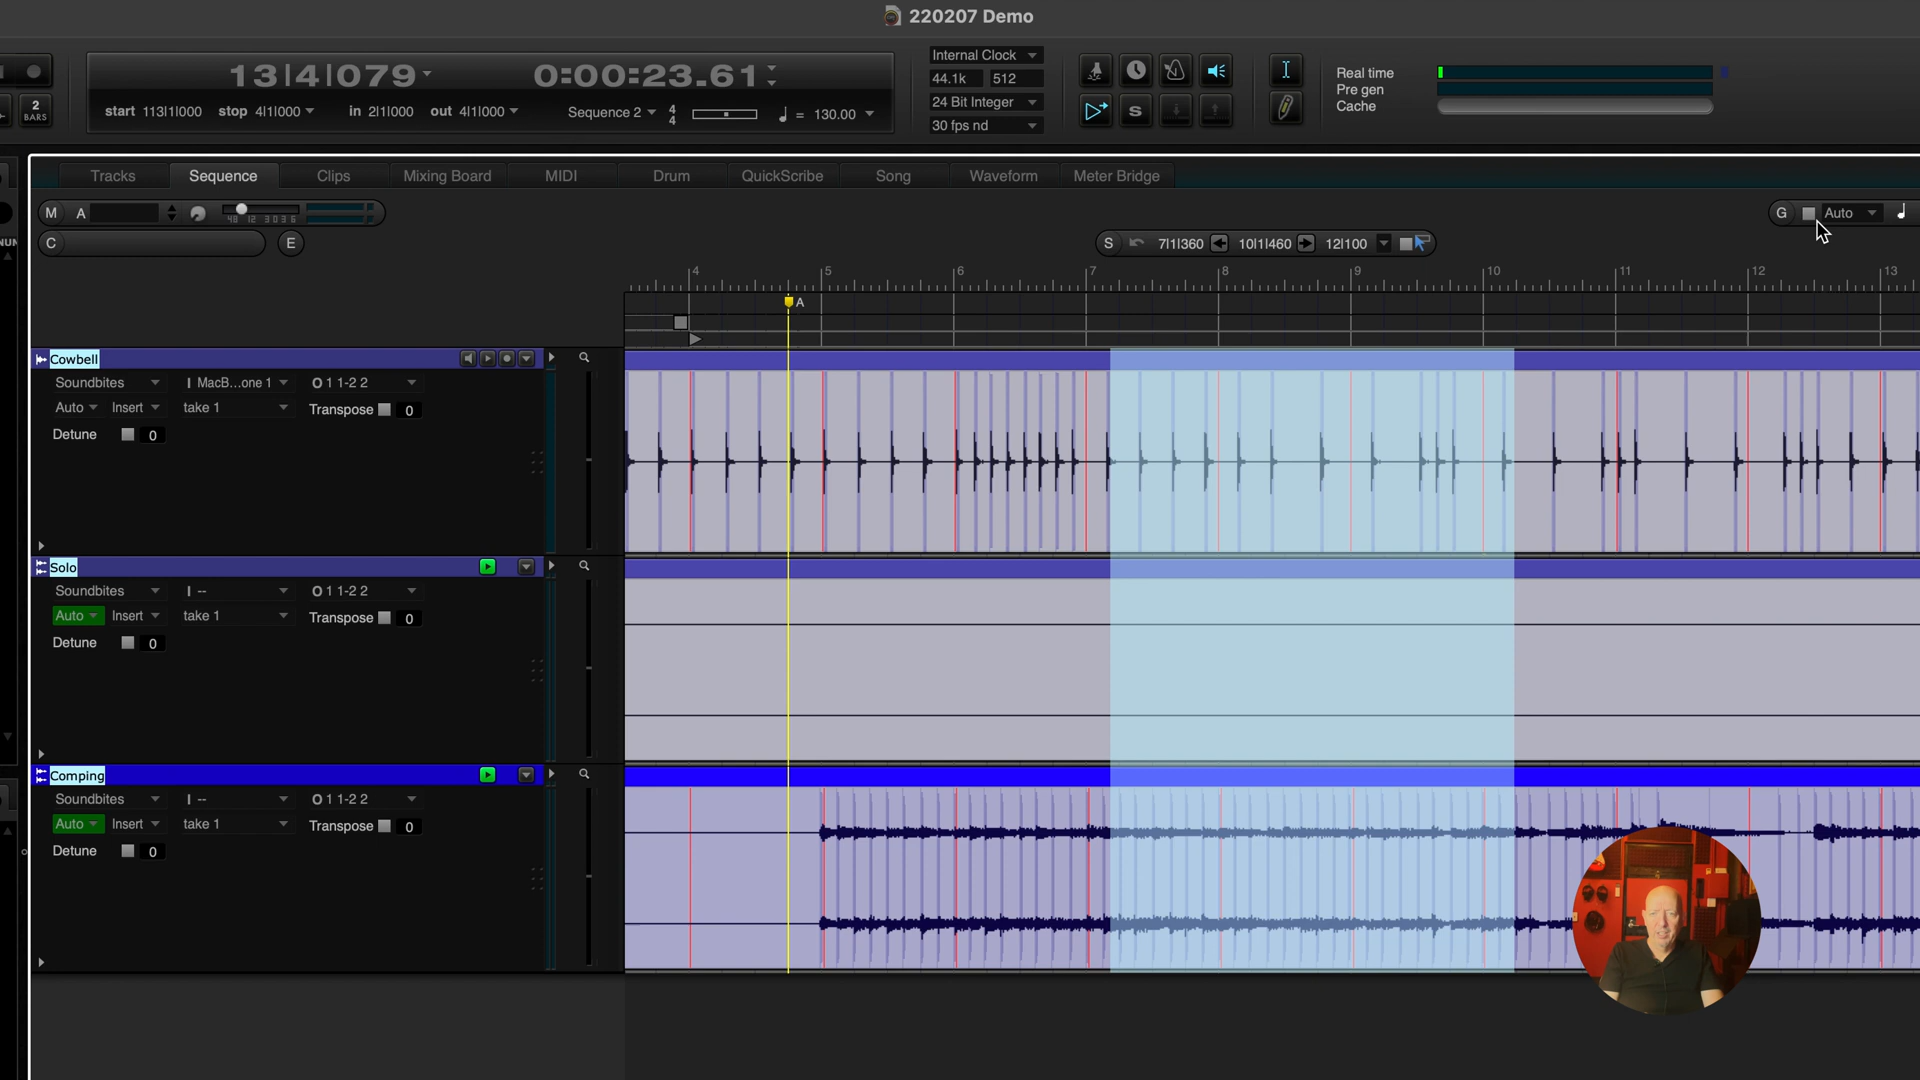 220207 Demo
13|4|079
0:00:23.61
start 113|1|000 stop 4|1|000 in 2|1|000 out 4|1|000 Sequence 2 4 4 = 130.00
2 BARS
Internal Clock
44.1k 512
24 Bit Integer
30 fps nd
S
Real time
Pre gen
Cache
Tracks Sequence Clips Mixing Board MIDI Drum QuickScribe Song Waveform Meter Bridge
M A 48 12 3 0 3 6
G Auto
C E
S 7|1|360 10|1|460 12|100
4 5 6 7 8 9 10 11 12 13
A
Cowbell
Soundbites I MacB...one 1 O 1 1-2 2
Auto Insert take 1 Transpose 0
Detune 0
Solo
Soundbites I -- O 1 1-2 2
Auto Insert take 1 Transpose 0
Detune 0
Comping
Soundbites I -- O 1 1-2 2
Auto Insert take 1 Transpose 0
Detune 0